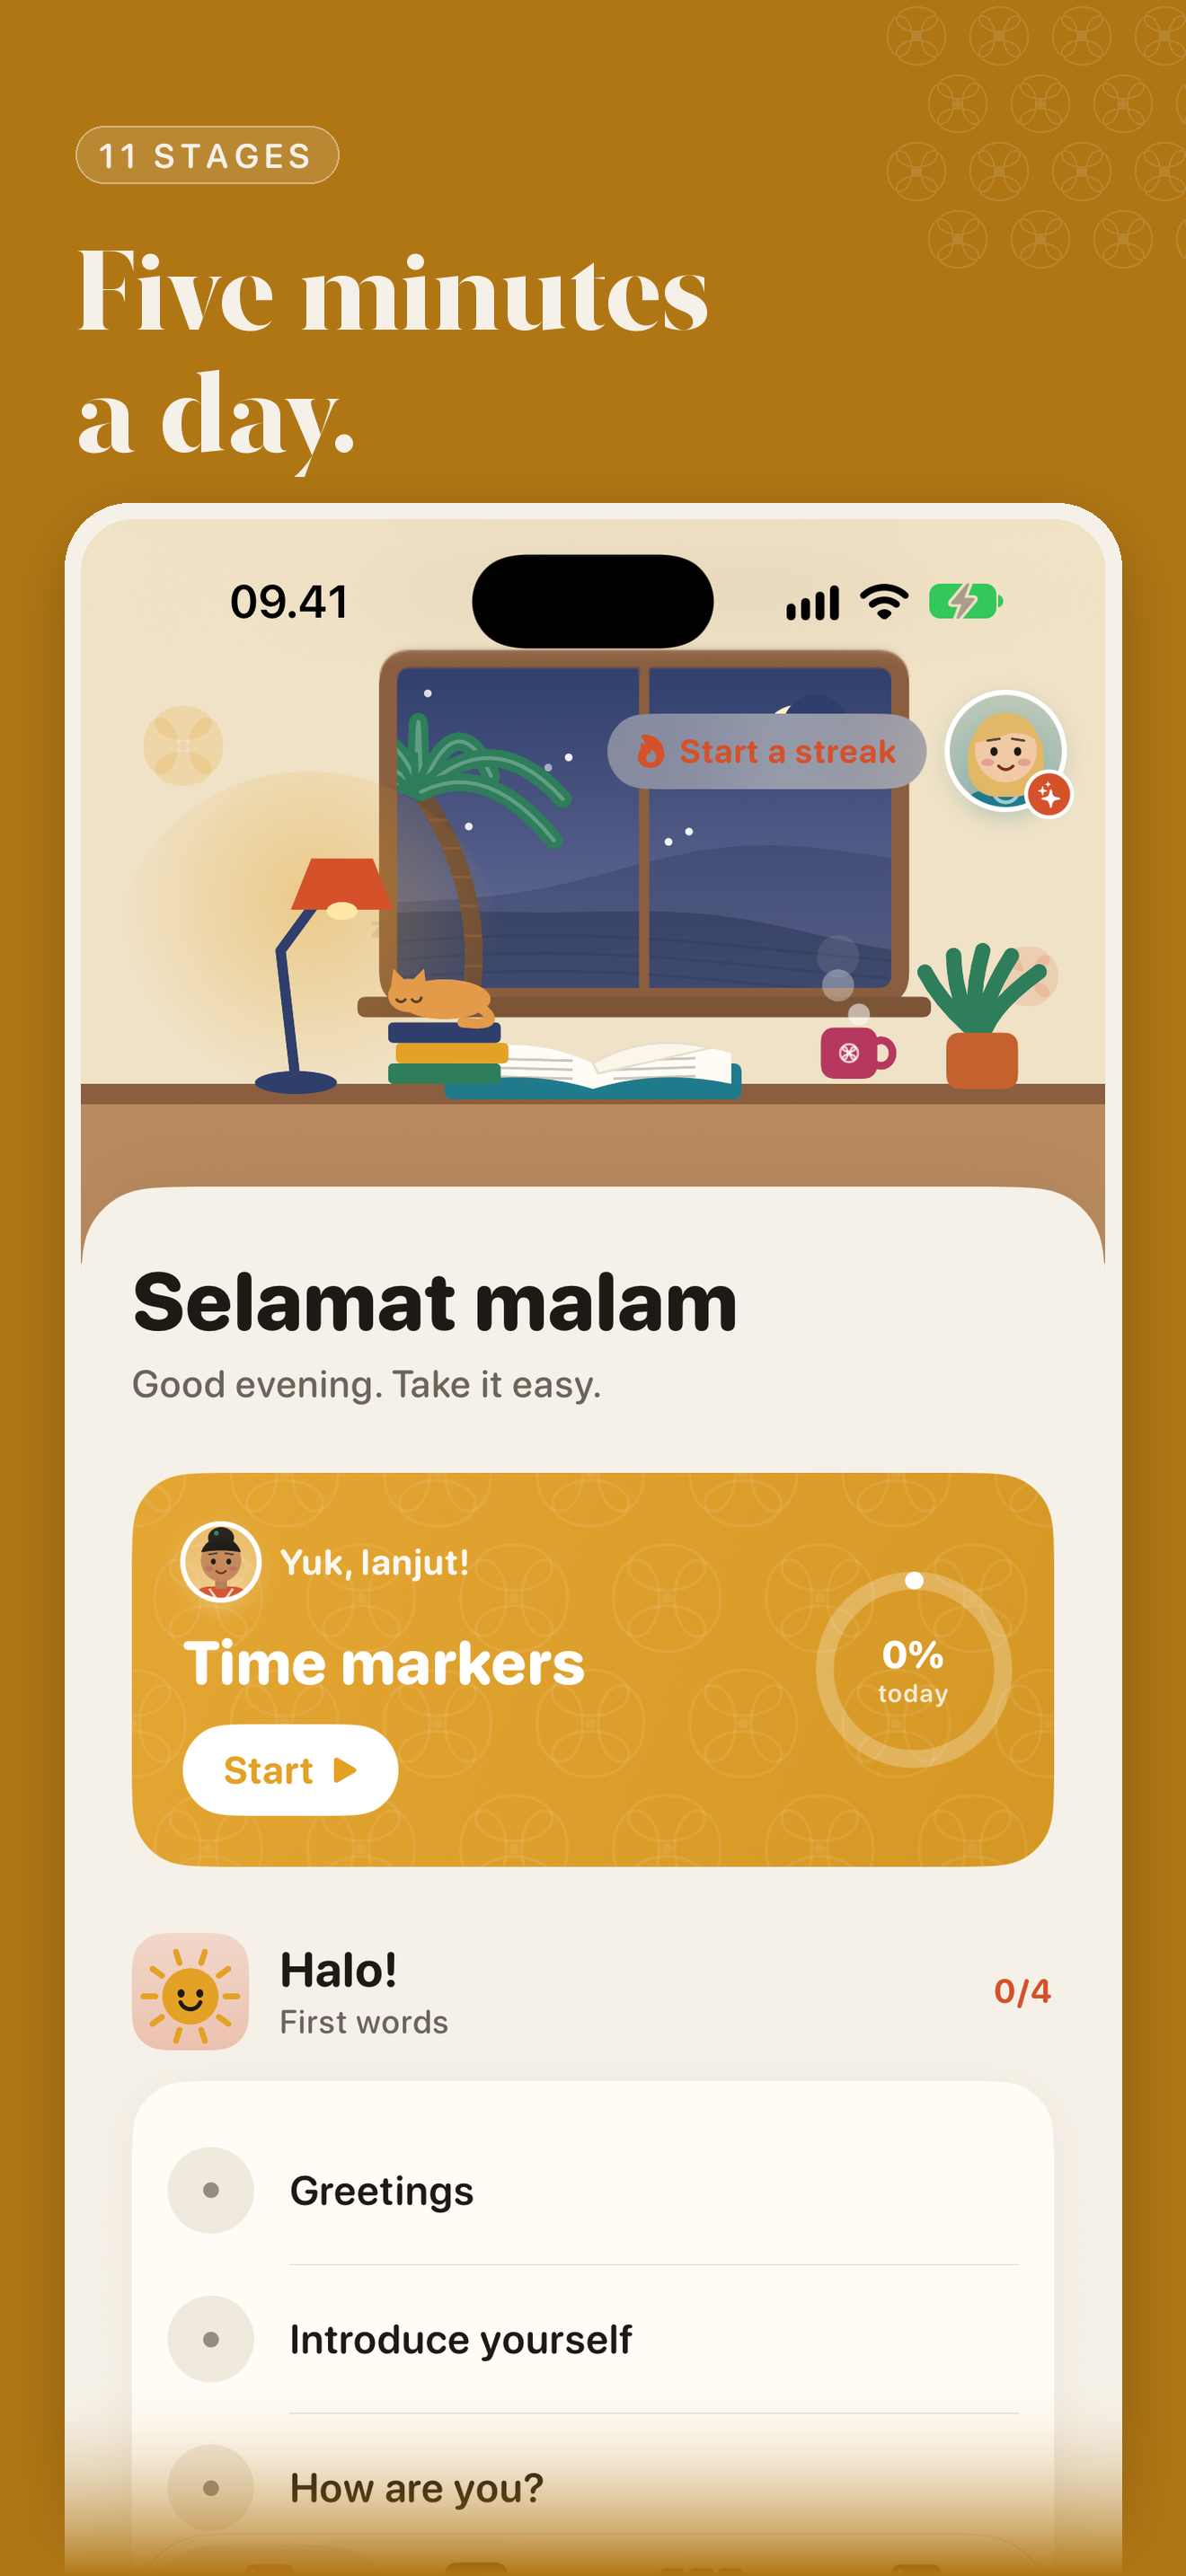 11 STAGES
Five minutes
a day.
09.41
Start a streak
Selamat malam
Good evening. Take it easy.
Yuk, lanjut!
Time markers
0%
today
Start
Halo!
First words
0/4
Greetings
Introduce yourself
How are you?